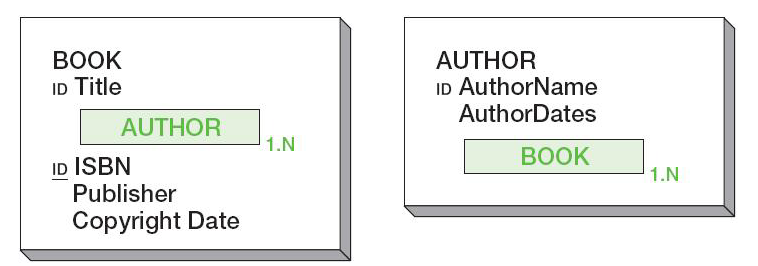 BOOK
ID Title
AUTHOR
1.N
ID ISBN
Publisher
Copyright Date
AUTHOR
ID AuthorName
AuthorDates
BOOK
1.N